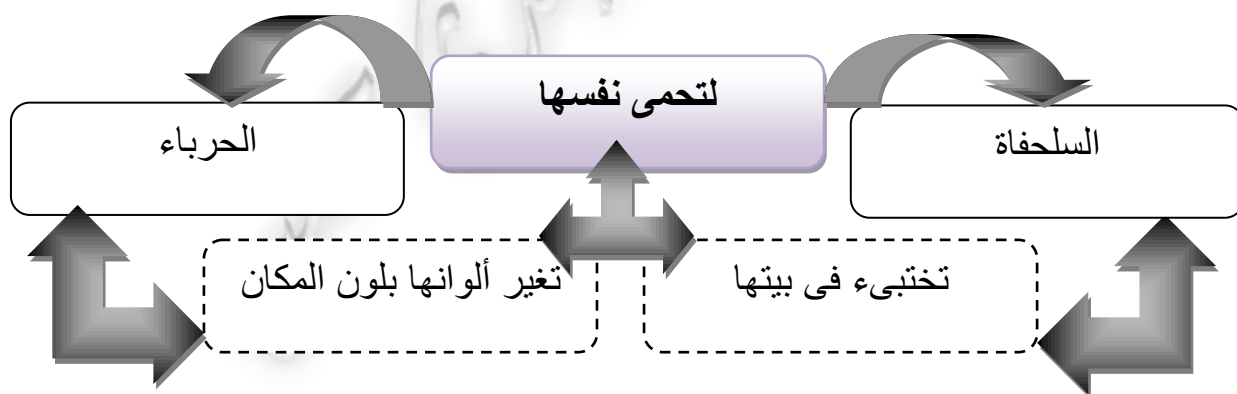 لتحمى نفسها
السلحفاة
الحرباء
تختبىء فى بيتها
تغير ألوانها بلون المكان